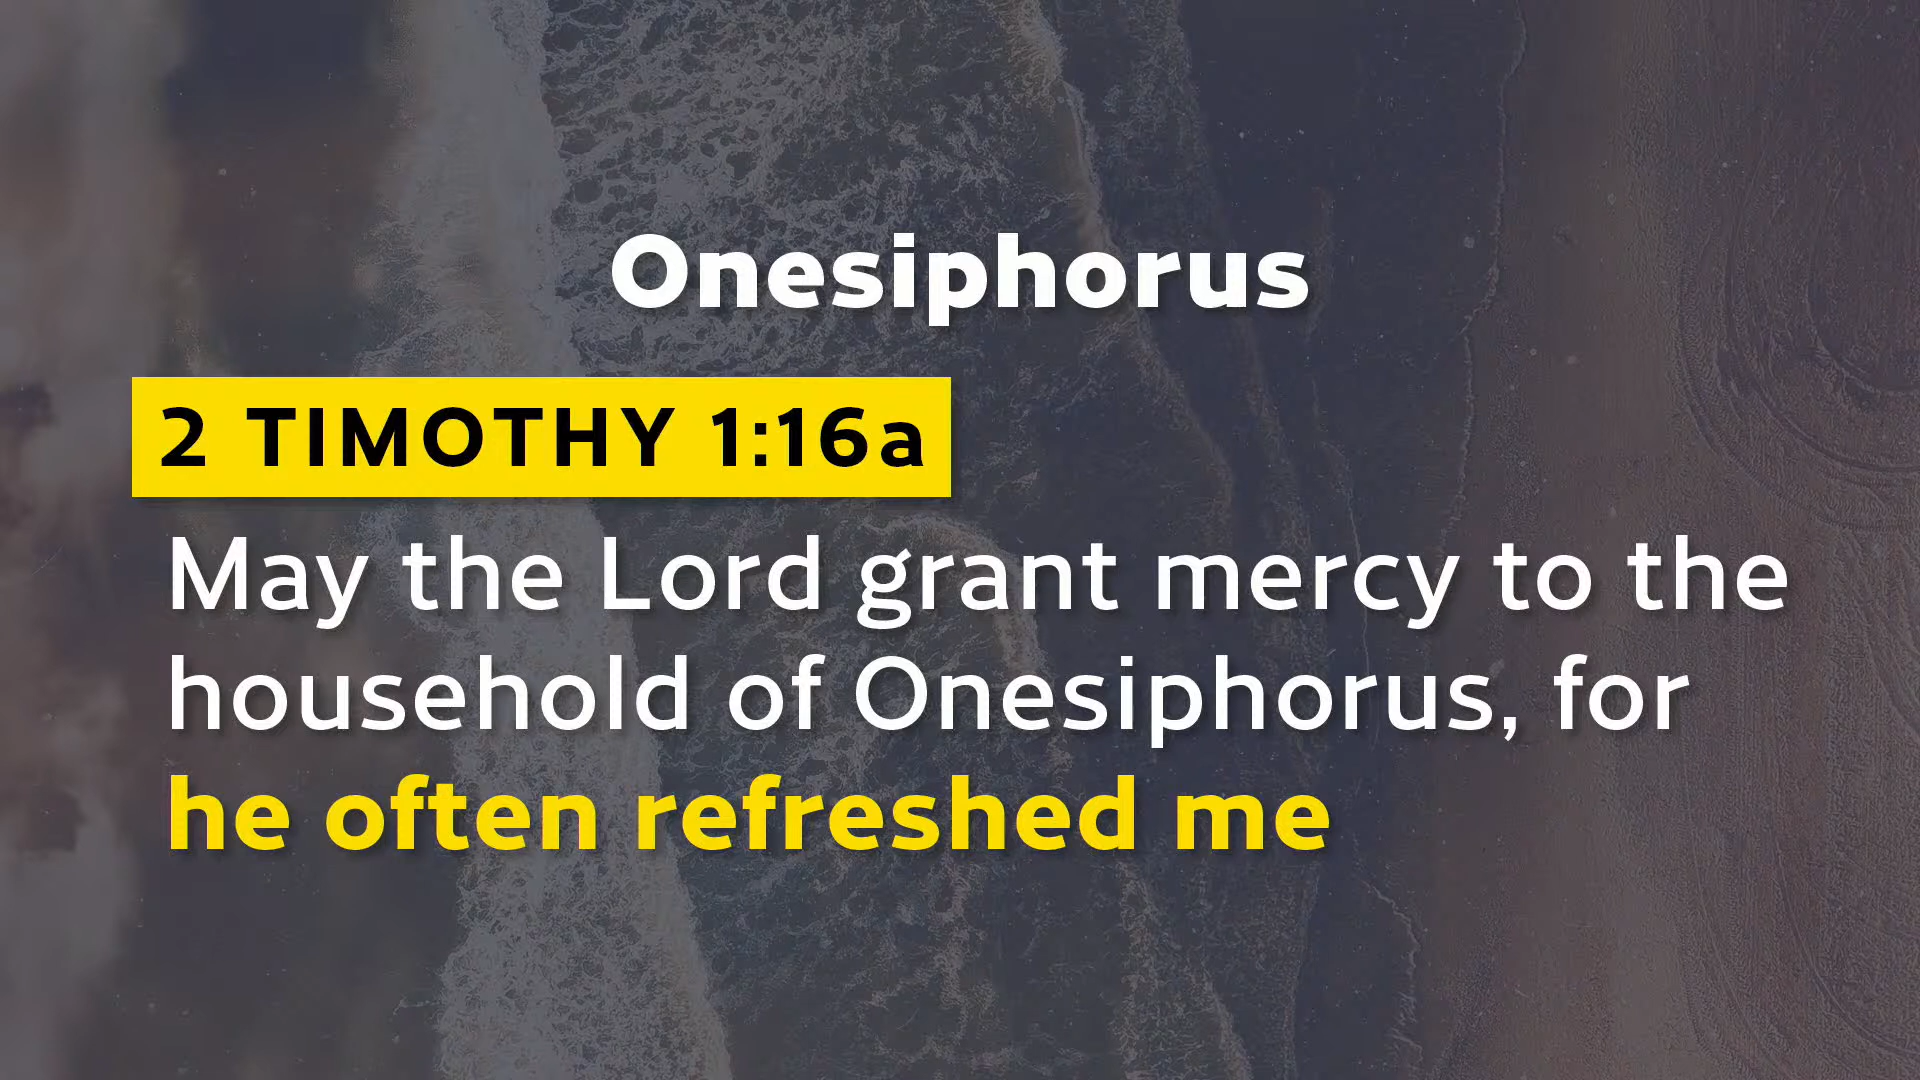 Onesiphorus
2 TIMOTHY 1:16a
May the Lord grant mercy to the
household of Onesiphorus, for
he often refreshed me